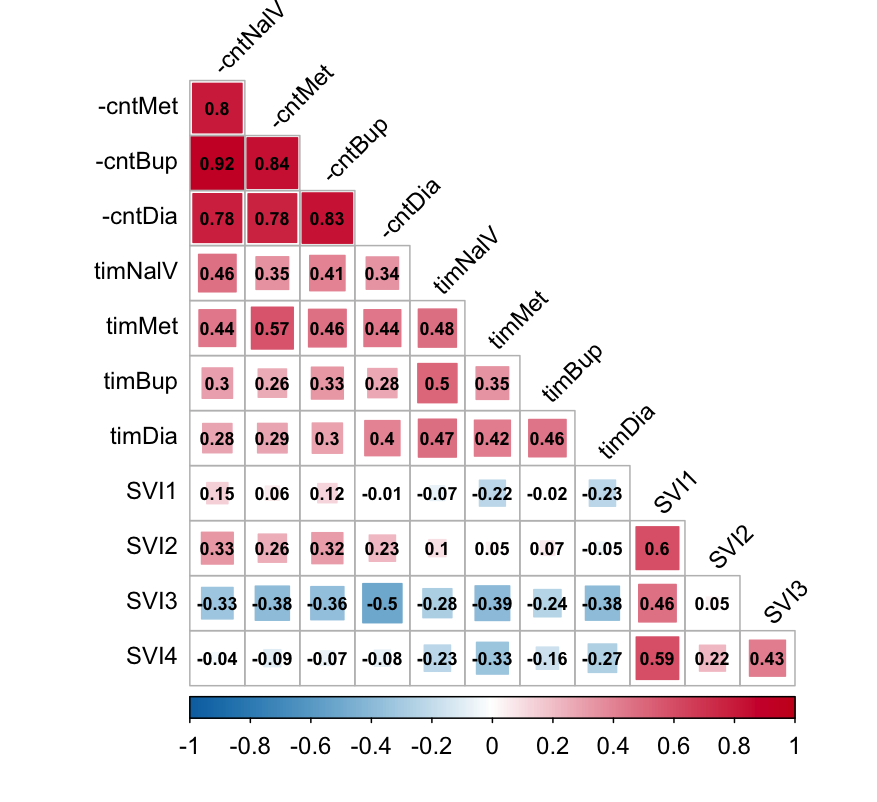 -cntNalV
-cntMet 0.8 -cntMet
-cntBup 0.92 0.84 -cntBup
-cntDia 0.78 0.78 0.83 -cntDia
timNalV 0.46 0.35 0.41 0.34 timNalV
timMet 0.44 0.57 0.46 0.44 0.48 timMet
timBup 0.3 0.26 0.33 0.28 0.5 0.35 timBup
timDia 0.28 0.29 0.3 0.4 0.47 0.42 0.46 timDia
SVI1 0.15 0.06 0.12 -0.01 -0.07 -0.22 -0.02 -0.23 SVI1
SVI2 0.33 0.26 0.32 0.23 0.1 0.05 0.07 -0.05 0.6 SVI2
SVI3 -0.33 -0.38 -0.36 -0.5 -0.28 -0.39 -0.24 -0.38 0.46 0.05 SVI3
SVI4 -0.04 -0.09 -0.07 -0.08 -0.23 -0.33 -0.16 -0.27 0.59 0.22 0.43
-1 -0.8 -0.6 -0.4 -0.2 0 0.2 0.4 0.6 0.8 1